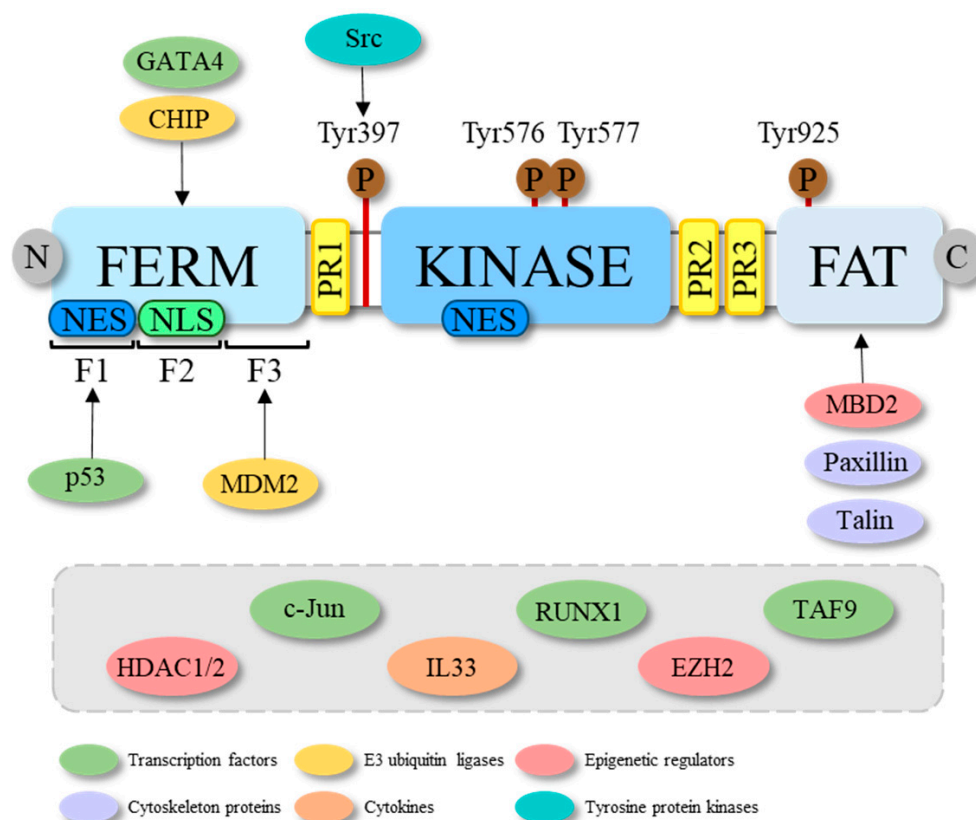 Src
GATA4
CHIP
Tyr397
Tyr576 Tyr577
Tyr925
P P P P
N FERM PR1 KINASE PR2 PR3 FAT C
NES NLS NES
F1 F2 F3
MBD2
p53 MDM2
Paxillin
Talin
c-Jun RUNX1 TAF9
HDAC1/2 IL33 EZH2
Transcription factors E3 ubiquitin ligases Epigenetic regulators
Cytoskeleton proteins Cytokines Tyrosine protein kinases